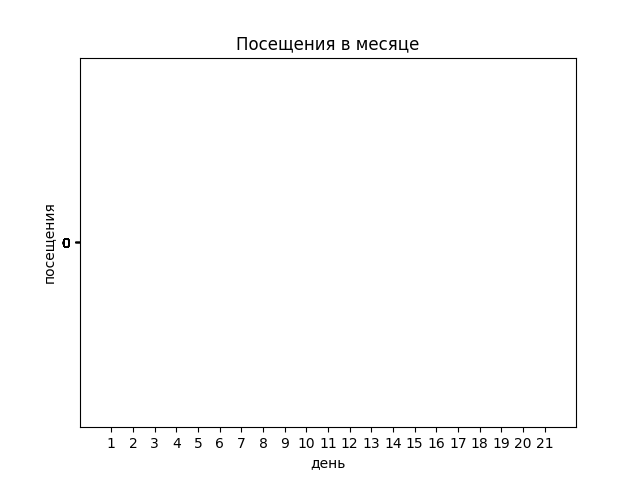 Посещения в месяце
посещения
0
1 2 3 4 5 6 7 8 9 10 11 12 13 14 15 16 17 18 19 20 21
день